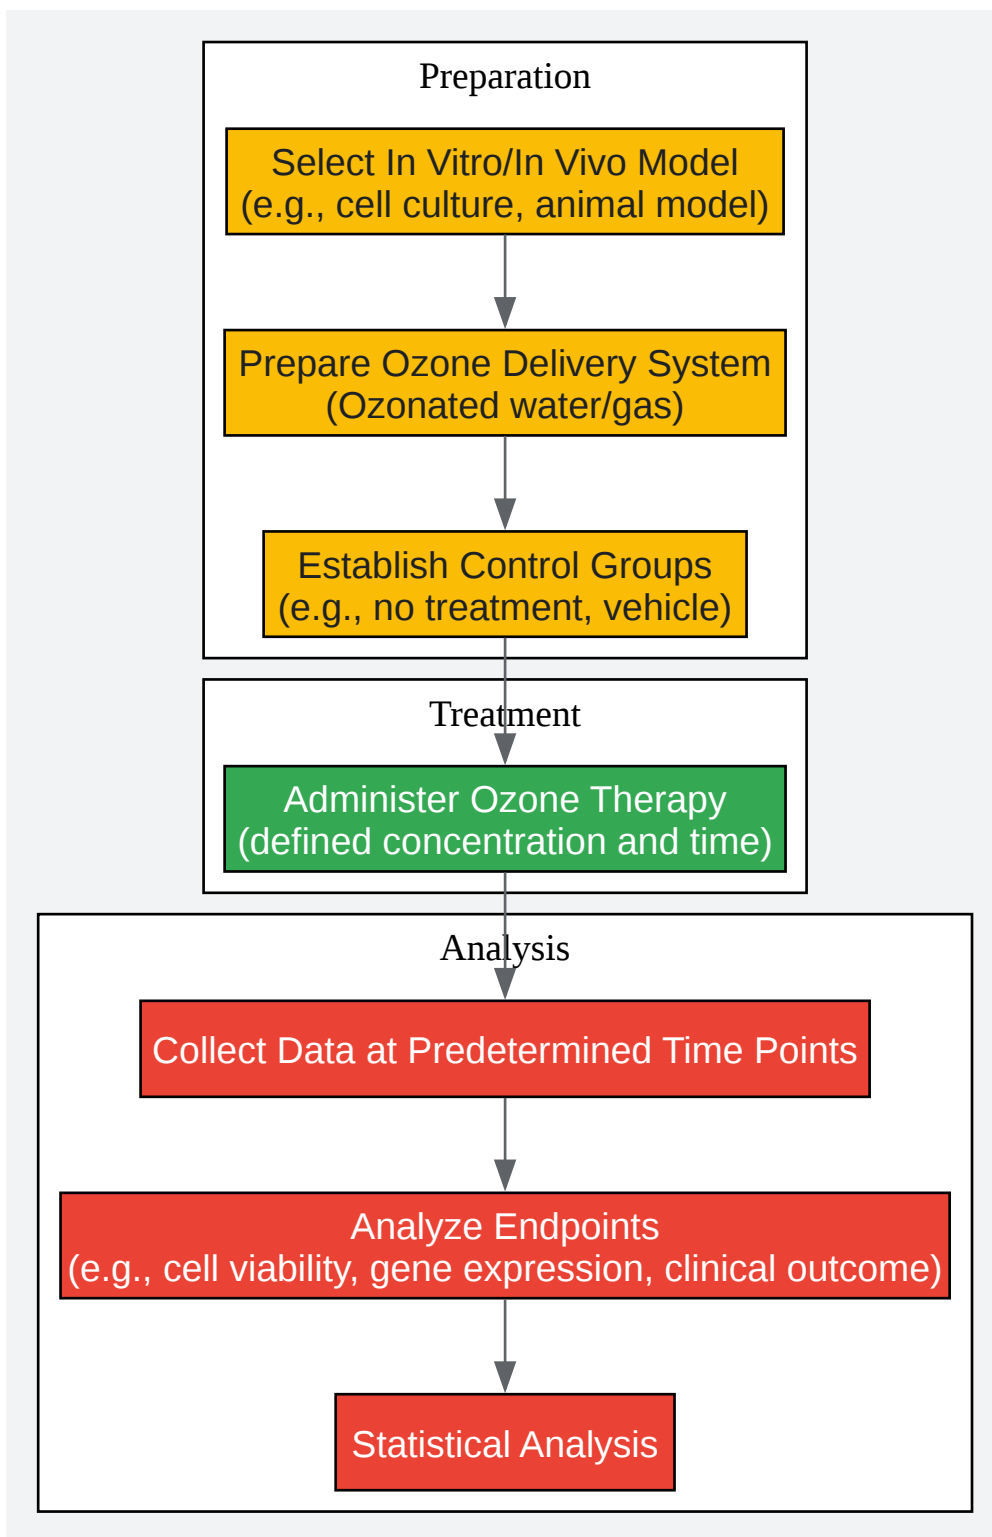 Preparation
Select In Vitro/In Vivo Model
(e.g., cell culture, animal model)
Prepare Ozone Delivery System
(Ozonated water/gas)
Establish Control Groups
(e.g., no treatment, vehicle)
Treatment
Administer Ozone Therapy
(defined concentration and time)
Analysis
Collect Data at Predetermined Time Points
Analyze Endpoints
(e.g., cell viability, gene expression, clinical outcome)
Statistical Analysis